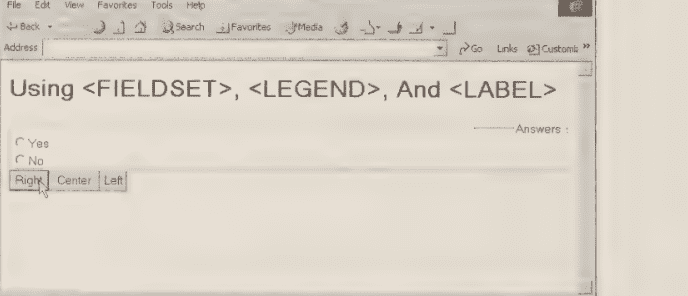 File Edit View Favorites Tools Help
Back Search Favorites Media
Address Go Links Customiz »
Using <FIELDSET>, <LEGEND>, And <LABEL>
Answers :
Yes
No
Right Center Left